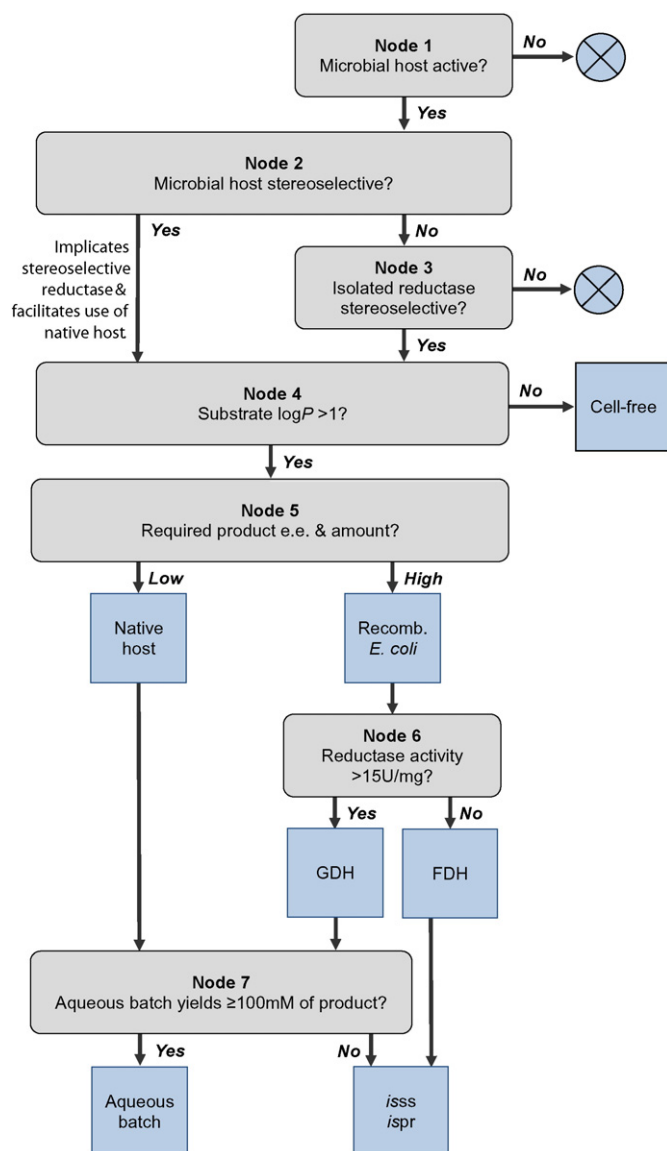 Node 1
Microbial host active?
No
Yes
Node 2
Microbial host stereoselective?
Yes
No
Implicates
stereoselective
reductase &
facilitates use of
native host.
Node 3
Isolated reductase
stereoselective?
No
Yes
Node 4
Substrate logP >1?
No
Cell-free
Yes
Node 5
Required product e.e. & amount?
Low
High
Native
host
Recomb.
E. coli
Node 6
Reductase activity
>15U/mg?
Yes
No
GDH
FDH
Node 7
Aqueous batch yields ≥100mM of product?
Yes
No
Aqueous
batch
isss
ispr